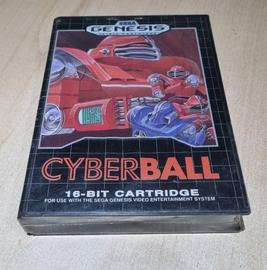 SEGA
GENESIS
CYBERBALL
16-BIT CARTRIDGE
FOR USE WITH THE SEGA GENESIS VIDEO ENTERTAINMENT SYSTEM